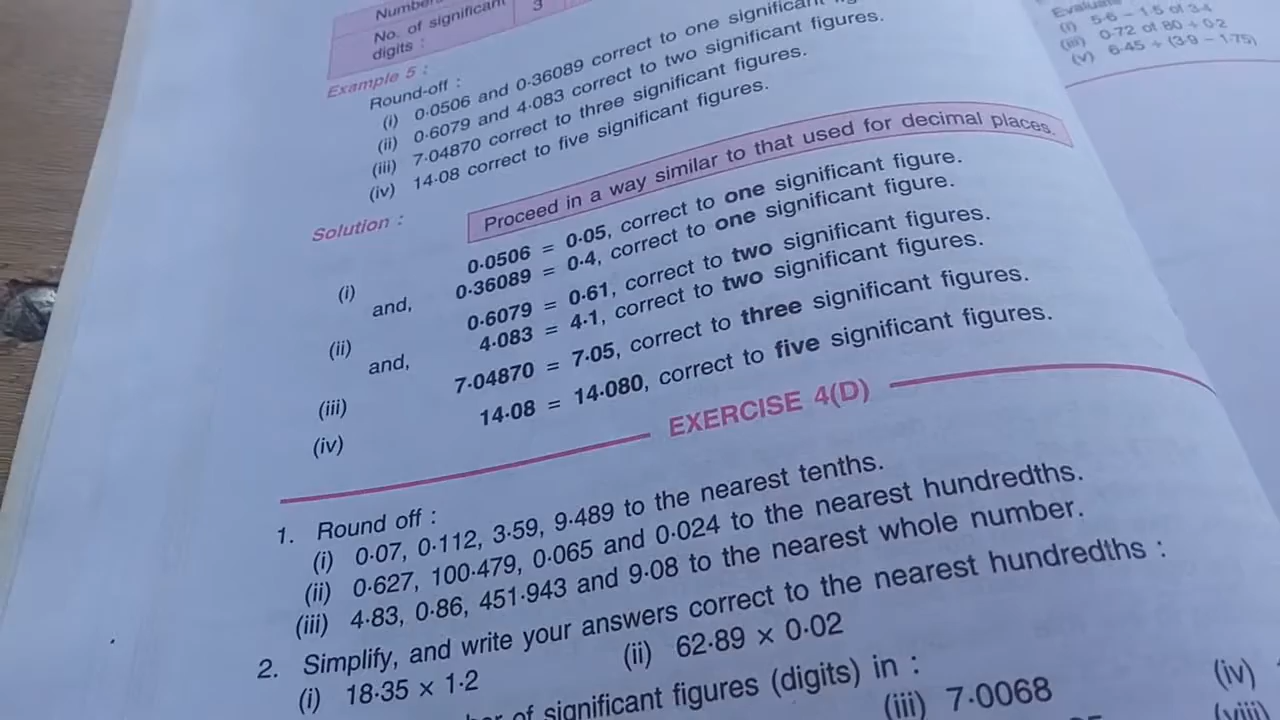 Number
No. of significant
digits :
3
Example 5 :
Round-off :
(i) 0·0506 and 0·36089 correct to one significant
(ii) 0·6079 and 4·083 correct to two significant figures.
(iii) 7·04870 correct to three significant figures.
(iv) 14·08 correct to five significant figures.
Solution :
Proceed in a way similar to that used for decimal places.
(i) 0·0506 = 0·05, correct to one significant figure.
and, 0·36089 = 0·4, correct to one significant figure.
(ii) 0·6079 = 0·61, correct to two significant figures.
and, 4·083 = 4·1, correct to two significant figures.
(iii) 7·04870 = 7·05, correct to three significant figures.
(iv) 14·08 = 14·080, correct to five significant figures.
EXERCISE 4(D)
1. Round off :
(i) 0·07, 0·112, 3·59, 9·489 to the nearest tenths.
(ii) 0·627, 100·479, 0·065 and 0·024 to the nearest hundredths.
(iii) 4·83, 0·86, 451·943 and 9·08 to the nearest whole number.
2. Simplify, and write your answers correct to the nearest hundredths :
(i) 18·35 × 1·2 (ii) 62·89 × 0·02
of significant figures (digits) in :
(iii) 7·0068 (iv)
(viii)
Evaluate
(i) 5·6 – 1·5 of 3·4
(iii) 0·72 of 80 ÷ 0·2
(v) 6·45 ÷ (3·9 – 1·75)